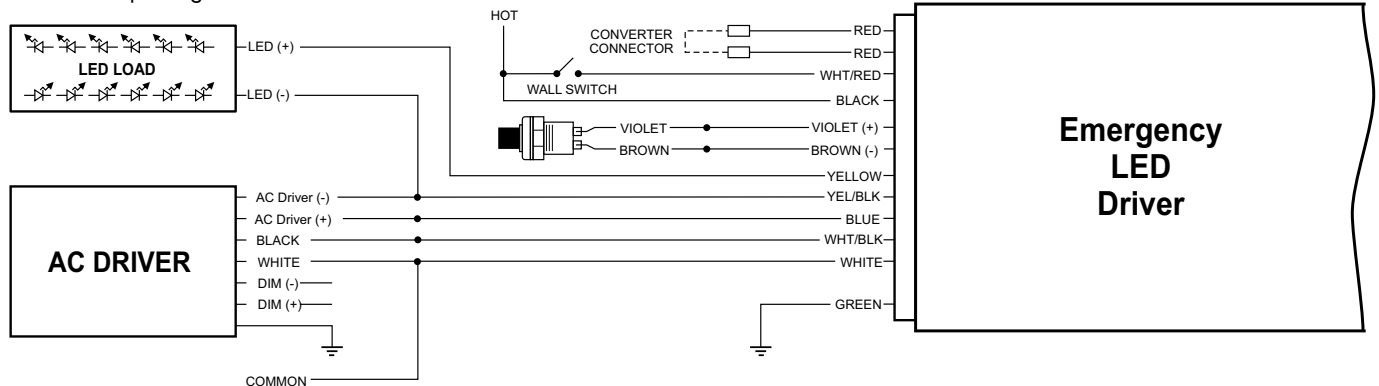 HOT
CONVERTER
CONNECTOR
RED
RED
LED (+)
LED LOAD
LED (-)
WALL SWITCH
WHT/RED
BLACK
VIOLET
VIOLET (+)
BROWN
BROWN (-)
YELLOW
YEL/BLK
BLUE
WHT/BLK
WHITE
GREEN
Emergency
LED
Driver
AC DRIVER
AC Driver (-)
AC Driver (+)
BLACK
WHITE
DIM (-)
DIM (+)
COMMON